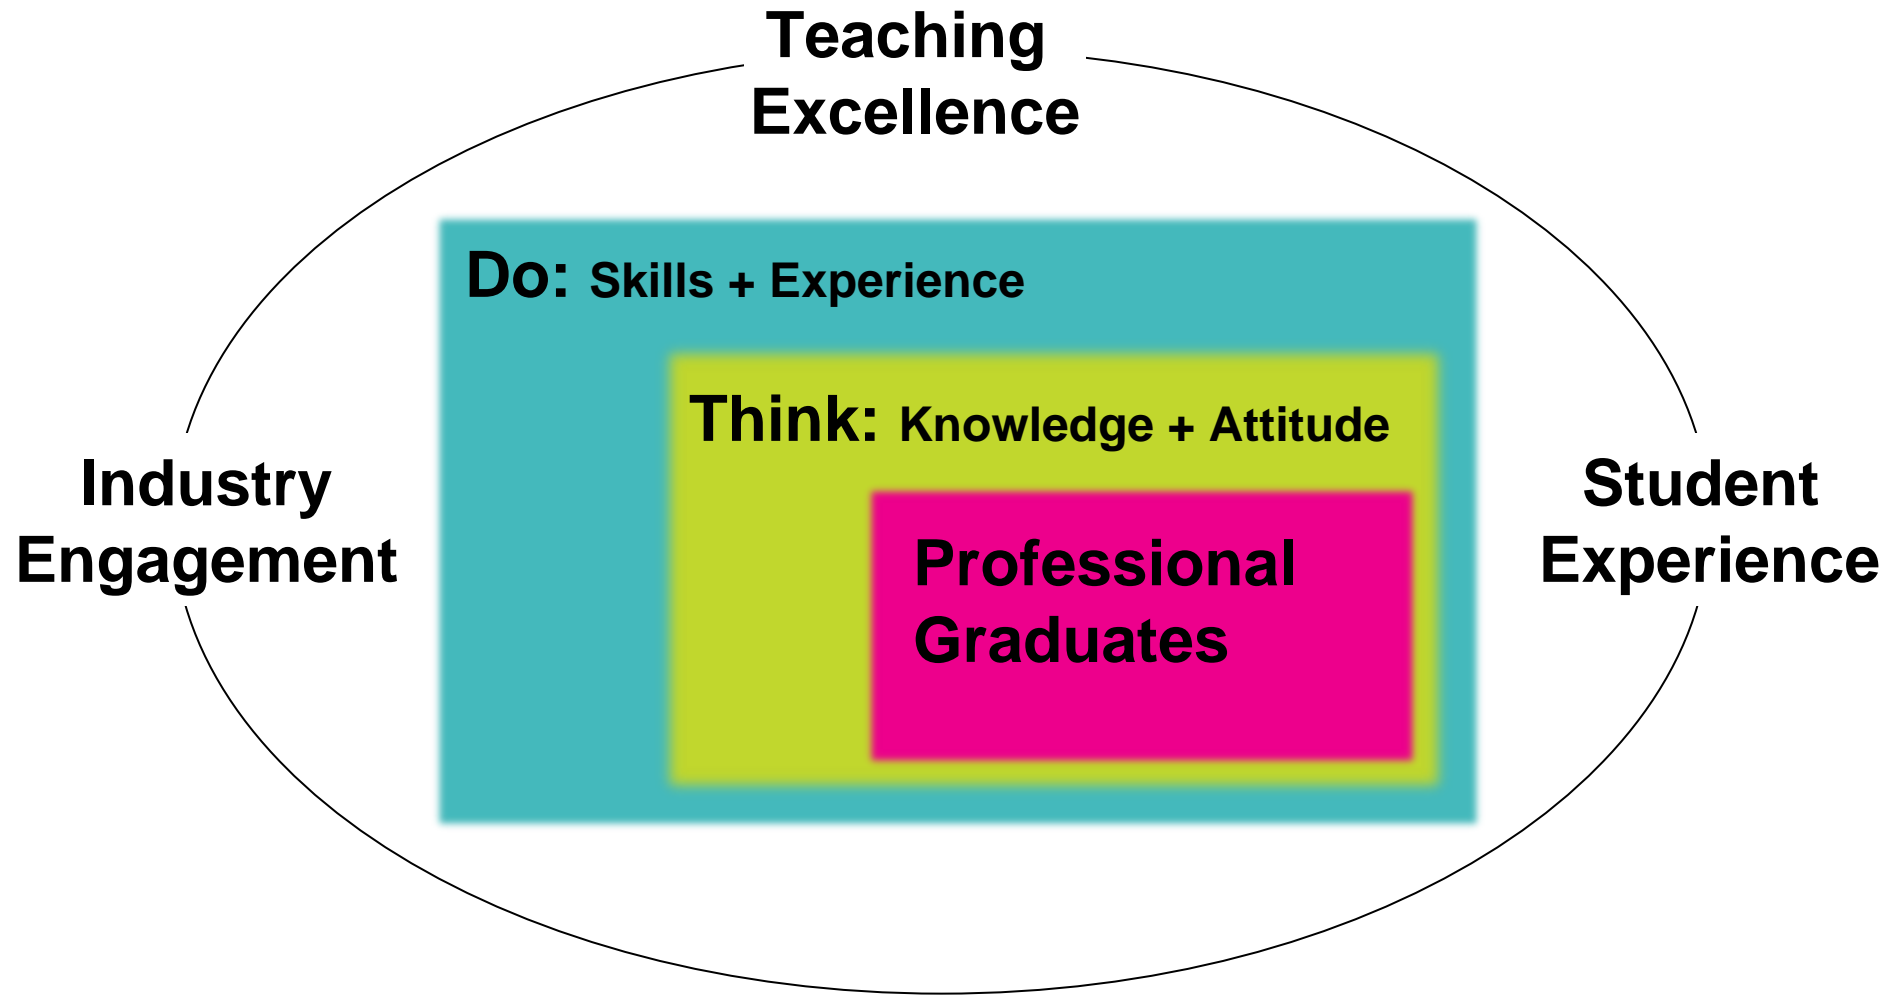 Teaching
Excellence
Do: Skills + Experience
Think: Knowledge + Attitude
Industry
Engagement
Student
Experience
Professional
Graduates